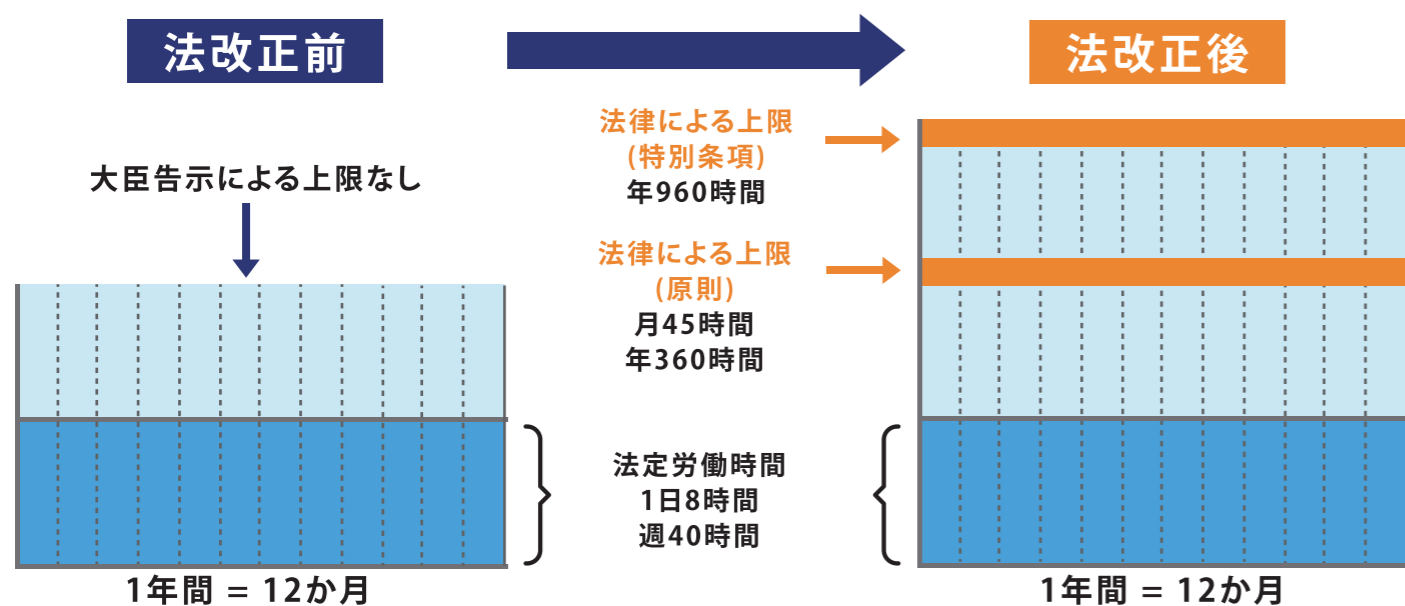 法改正前
法改正後
大臣告示による上限なし
法律による上限
(特別条項)
年960時間
法律による上限
(原則)
月45時間
年360時間
法定労働時間
1日8時間
週40時間
1年間 = 12か月
1年間 = 12か月